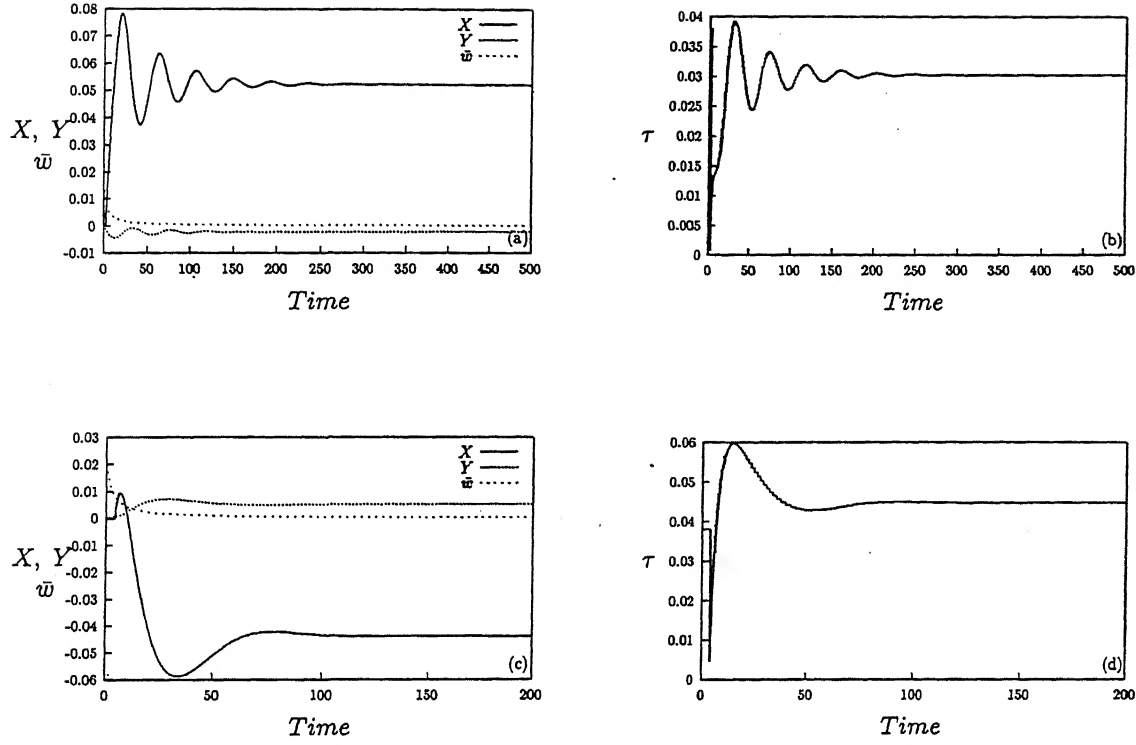 0.08
0.07
0.06
0.05
0.04
0.03
0.02
0.01
0
-0.01
X, Y
w̄
X
Y
w̄
(a)
0 50 100 150 200 250 300 350 400 450 500
Time
0.04
0.035
0.03
0.025
0.02
0.015
0.01
0.005
0
τ
(b)
0 50 100 150 200 250 300 350 400 450 500
Time
0.03
0.02
0.01
0
-0.01
-0.02
-0.03
-0.04
-0.05
-0.06
X, Y
w̄
X
Y
w̄
(c)
0 50 100 150 200
Time
0.06
0.05
0.04
0.03
0.02
0.01
0
τ
(d)
0 50 100 150 200
Time